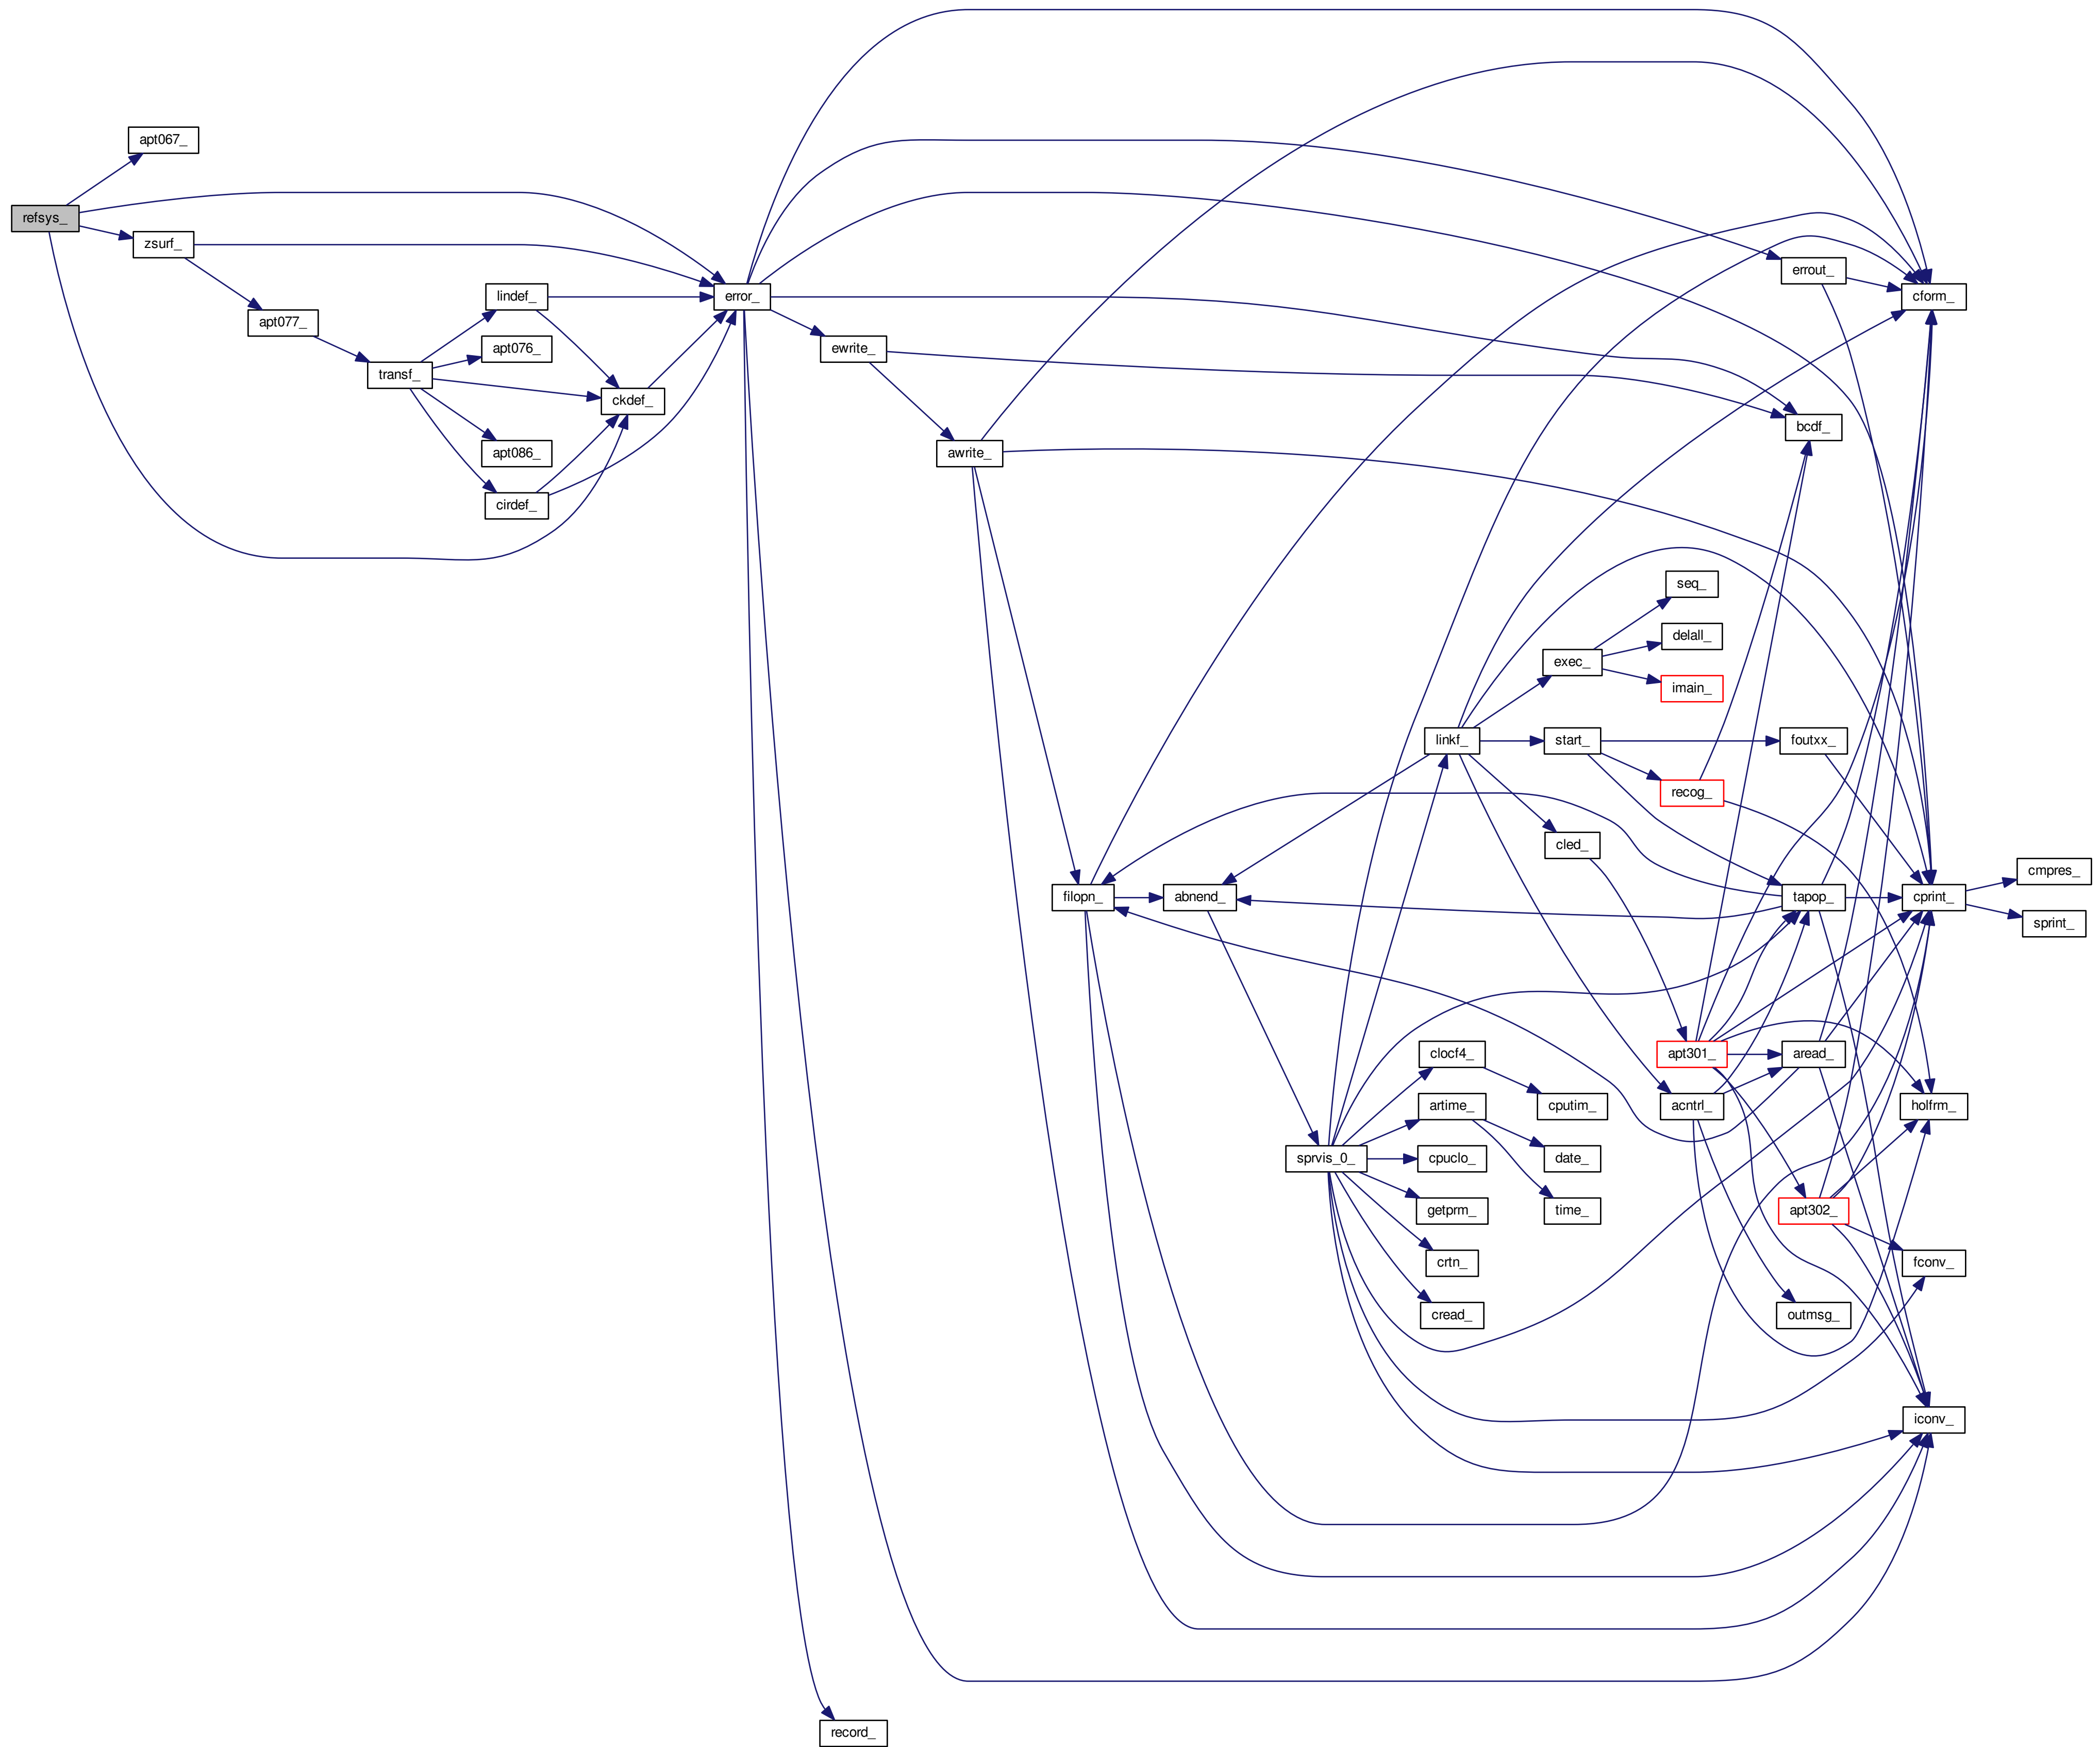 apt067_
refsys_
zsurf_
lindef_
error_
errout_
cform_
apt077_
apt076_
ewrite_
transf_
ckdef_
bcdf_
apt086_
awrite_
cirdef_
seq_
delall_
exec_
imain_
linkf_
start_
foutxx_
recog_
cled_
cmpres_
filopn_
abnend_
tapop_
cprint_
sprint_
clocf4_
apt301_
aread_
artime_
cputim_
acntrl_
holfrm_
sprvis_0_
cpuclo_
date_
getprm_
time_
apt302_
crtn_
fconv_
cread_
outmsg_
iconv_
record_